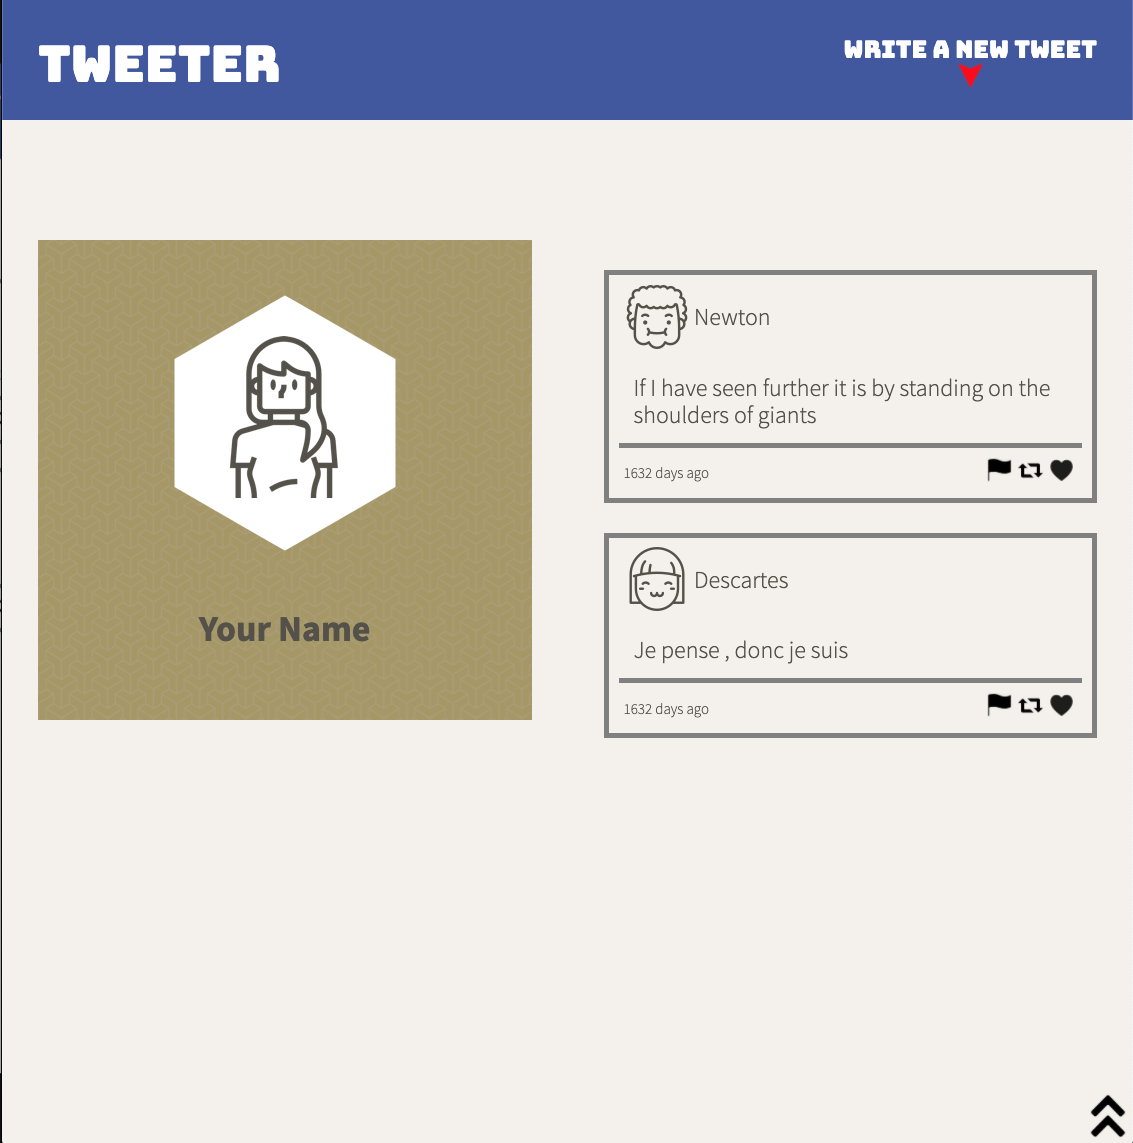 TWEETER
WRITE A NEW TWEET
Your Name
Newton
If I have seen further it is by standing on the
shoulders of giants
1632 days ago
Descartes
Je pense , donc je suis
1632 days ago